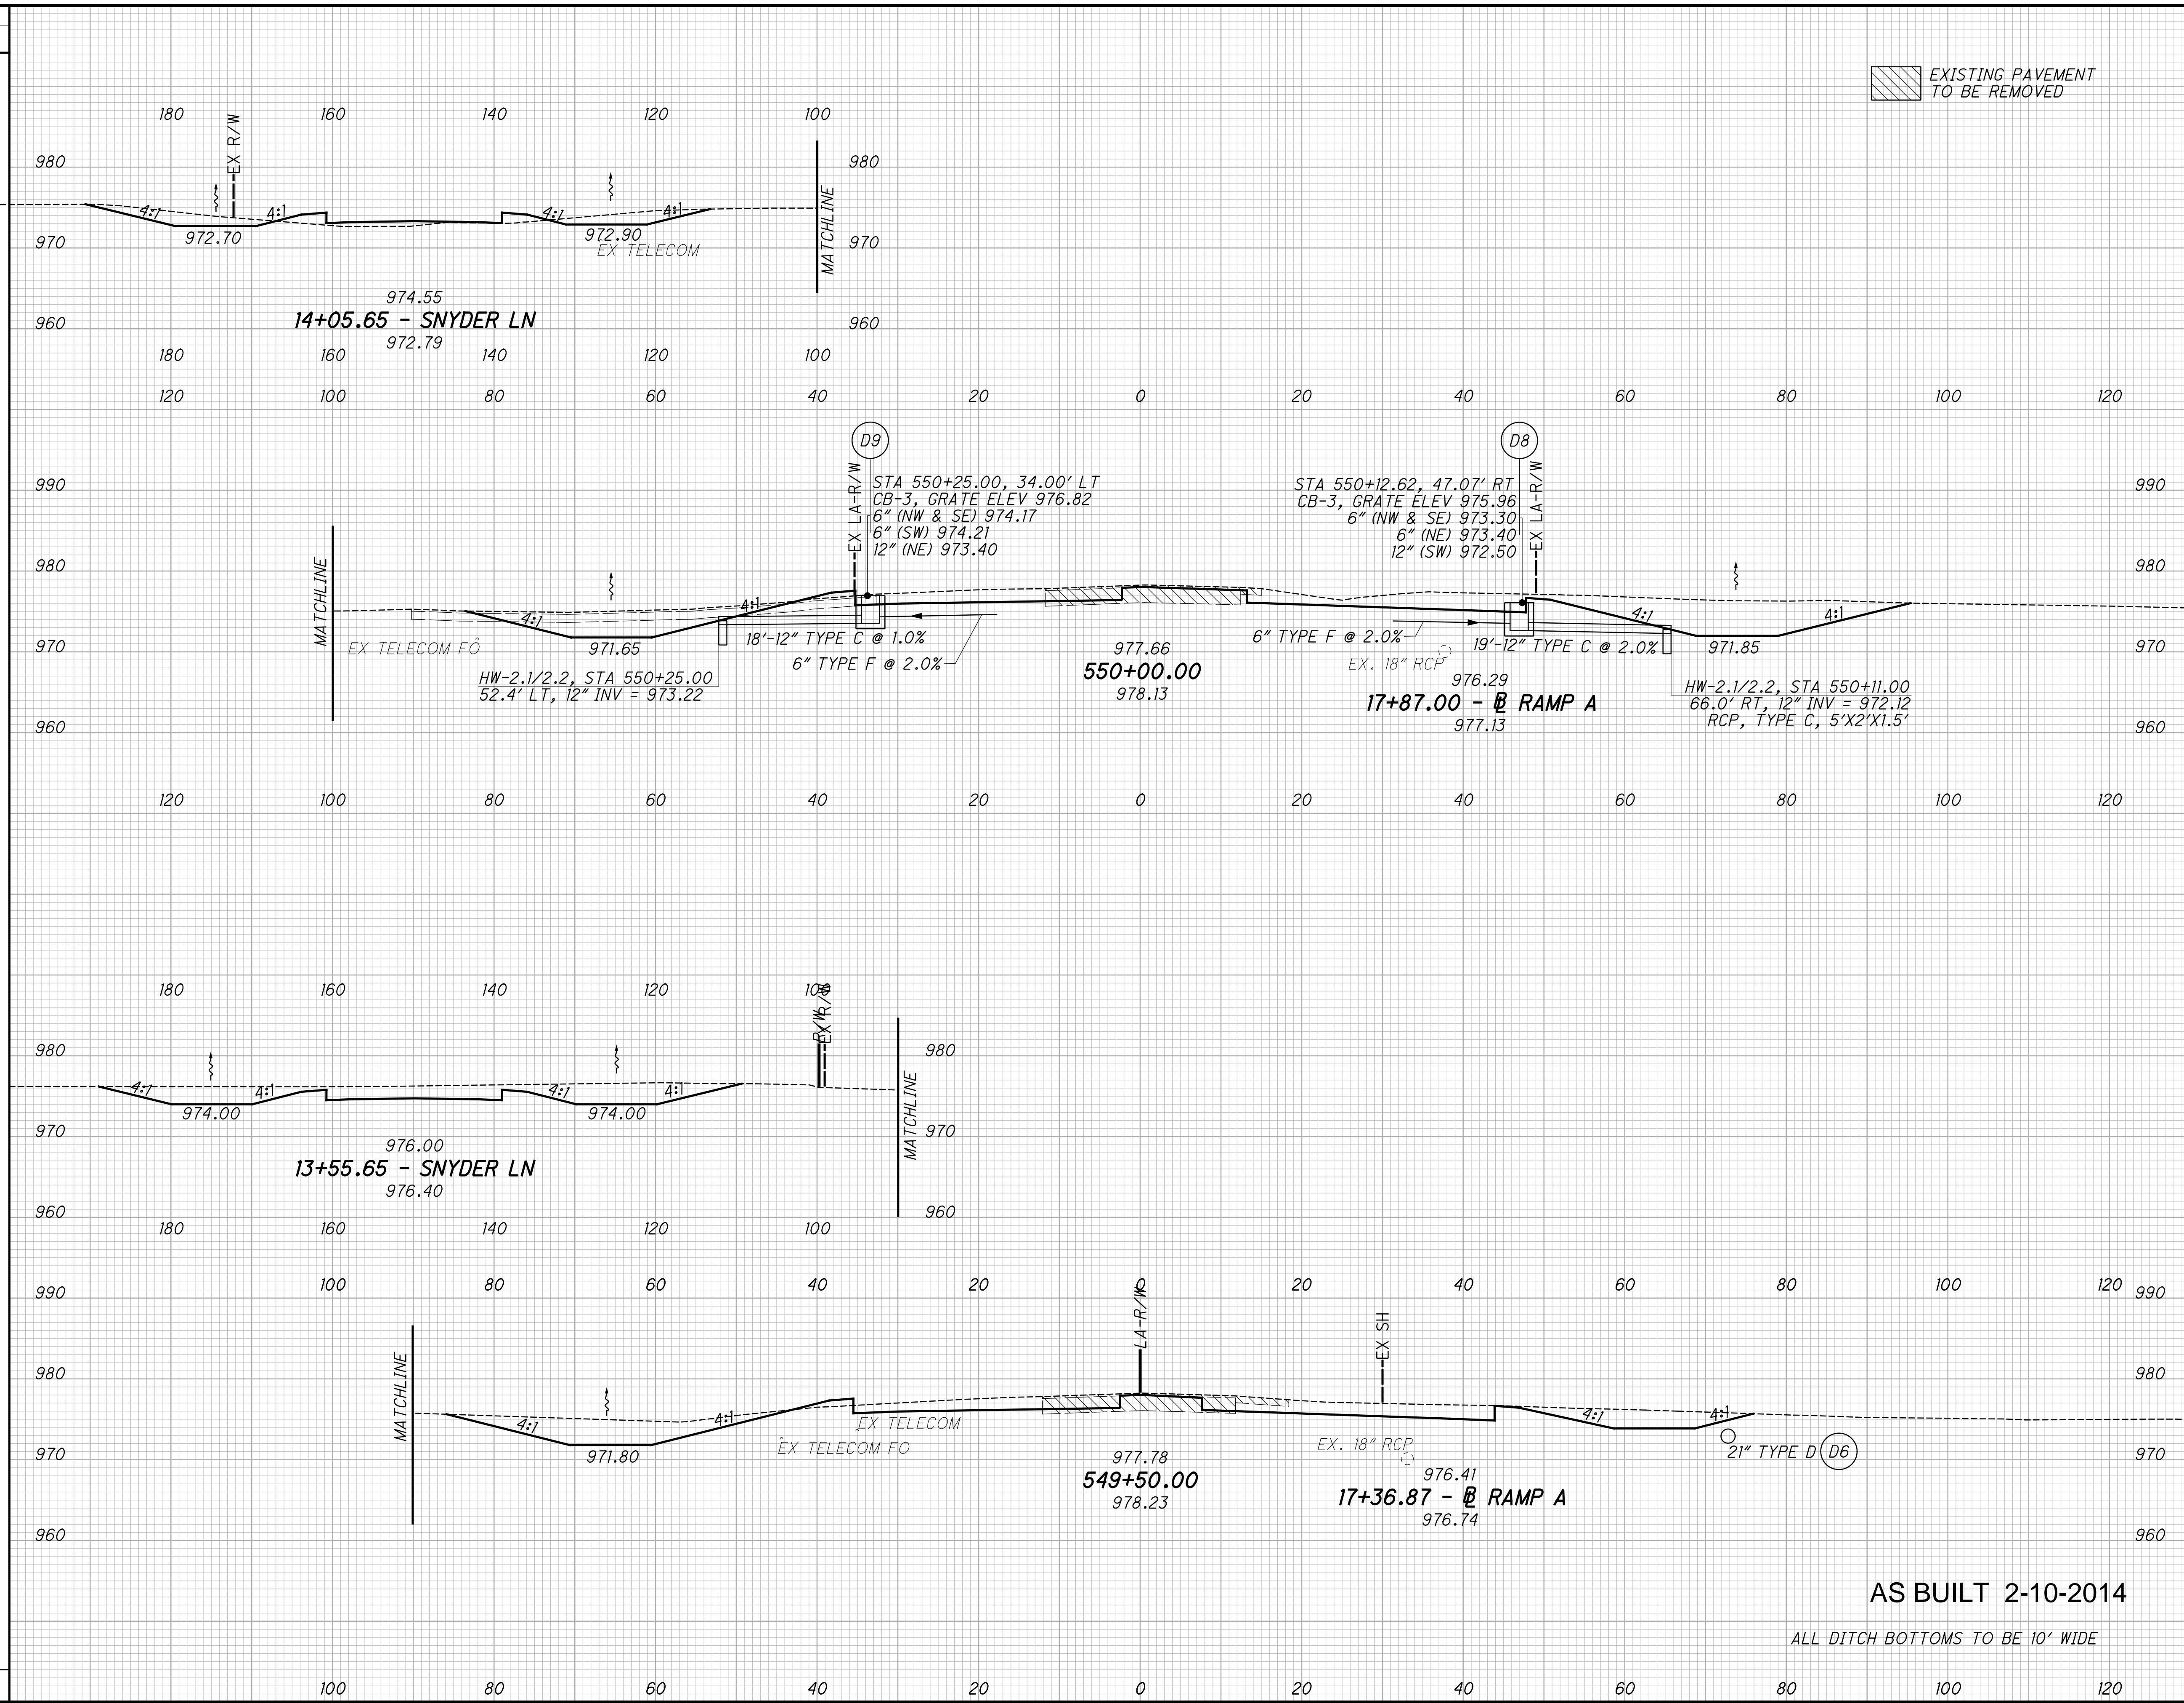 EXISTING PAVEMENT
TO BE REMOVED
180 160 140 120 100
EX R/W
980 980
4:1 4:1 4:1 4:1
972.70 972.90
EX TELECOM
MATCHLINE
970 970
974.55
14+05.65 - SNYDER LN
972.79
960 960
180 160 140 120 100
120 100 80 60 40 20 0 20 40 60 80 100 120
D9 D8
990 990
EX LA-R/W
STA 550+25.00, 34.00' LT
CB-3, GRATE ELEV 976.82
6" (NW & SE) 974.17
6" (SW) 974.21
12" (NE) 973.40
STA 550+12.62, 47.07' RT
CB-3, GRATE ELEV 975.96
6" (NW & SE) 973.30
6" (NE) 973.40
12" (SW) 972.50
EX LA-R/W
980 980
MATCHLINE
4:1 4:1 4:1 4:1
EX TELECOM FÔ
971.65
18'-12" TYPE C @ 1.0%
6" TYPE F @ 2.0%
6" TYPE F @ 2.0%
19'-12" TYPE C @ 2.0%
971.85
970 970
HW-2.1/2.2, STA 550+25.00
52.4' LT, 12" INV = 973.22
977.66
550+00.00
978.13
EX. 18" RCP
976.29
17+87.00 - BL RAMP A
977.13
HW-2.1/2.2, STA 550+11.00
66.0' RT, 12" INV = 972.12
RCP, TYPE C, 5'X2'X1.5'
960 960
120 100 80 60 40 20 0 20 40 60 80 100 120
180 160 140 120 100
R/W
EX R/W
980 980
4:1 4:1 4:1 4:1
974.00 974.00
MATCHLINE
970 970
976.00
13+55.65 - SNYDER LN
976.40
960 960
180 160 140 120 100
100 80 60 40 20 0 20 40 60 80 100 120
990 990
LA-R/W
EX SH
980 980
MATCHLINE
4:1 4:1 4:1 4:1
971.80
EX TELECOM
EX TELECOM FO
EX. 18" RCP
21" TYPE D D6
970 970
977.78
549+50.00
978.23
976.41
17+36.87 - BL RAMP A
976.74
960 960
AS BUILT 2-10-2014
ALL DITCH BOTTOMS TO BE 10' WIDE
100 80 60 40 20 0 20 40 60 80 100 120